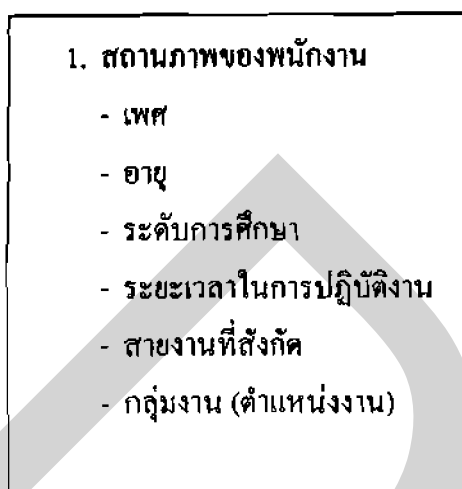 1. สถานภาพของพนักงาน
- เพศ
- อายุ
- ระดับการศึกษา
- ระยะเวลาในการปฏิบัติงาน
- สายงานที่สังกัด
- กลุ่มงาน (ตำแหน่งงาน)